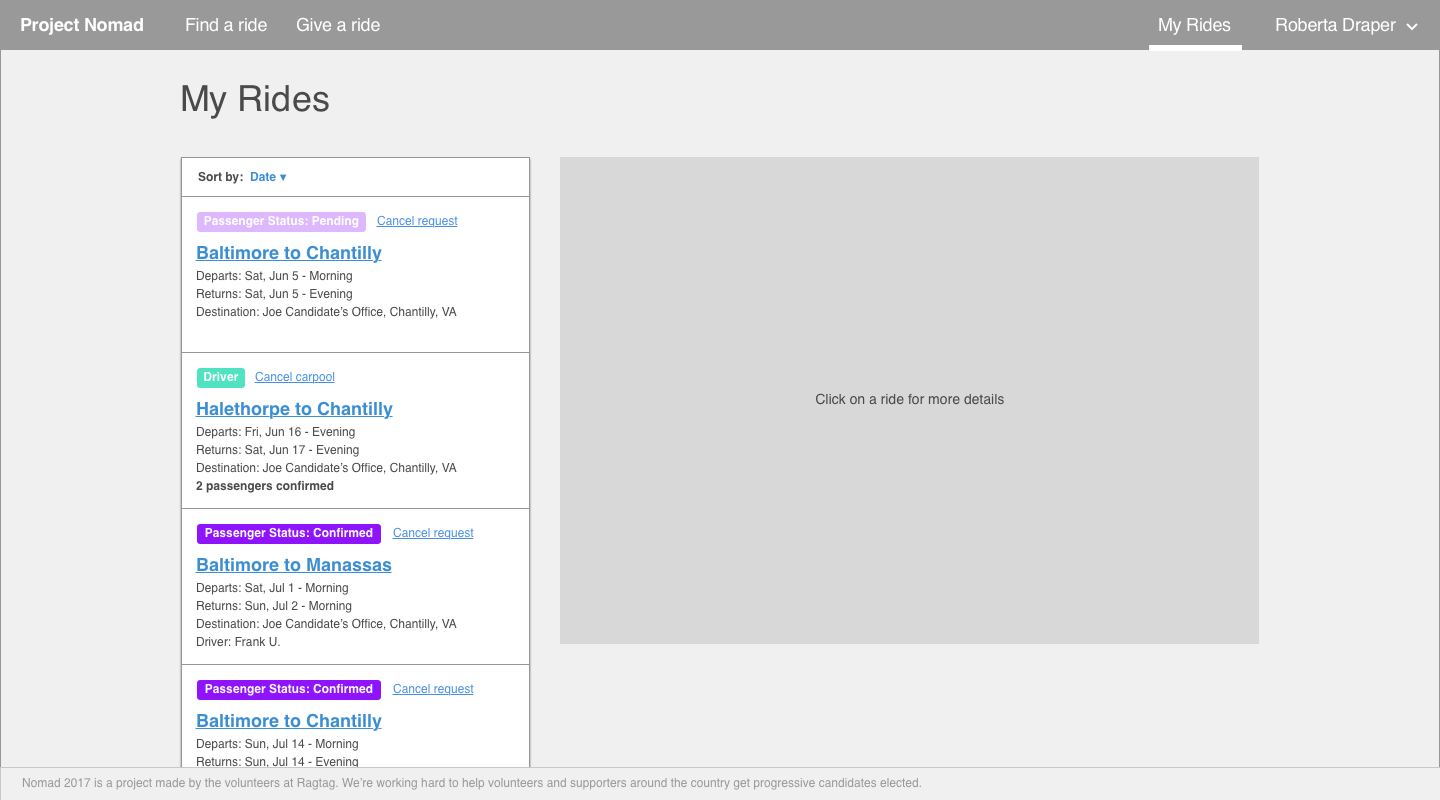 Project Nomad Find a ride Give a ride My Rides Roberta Draper
My Rides
Sort by: Date ▾
Passenger Status: Pending Cancel request
Baltimore to Chantilly
Departs: Sat, Jun 5 - Morning
Returns: Sat, Jun 5 - Evening
Destination: Joe Candidate’s Office, Chantilly, VA
Driver Cancel carpool
Halethorpe to Chantilly
Departs: Fri, Jun 16 - Evening
Returns: Sat, Jun 17 - Evening
Destination: Joe Candidate’s Office, Chantilly, VA
2 passengers confirmed
Passenger Status: Confirmed Cancel request
Baltimore to Manassas
Departs: Sat, Jul 1 - Morning
Returns: Sun, Jul 2 - Morning
Destination: Joe Candidate’s Office, Chantilly, VA
Driver: Frank U.
Passenger Status: Confirmed Cancel request
Baltimore to Chantilly
Departs: Sun, Jul 14 - Morning
Returns: Sun, Jul 14 - Evening
Click on a ride for more details
Nomad 2017 is a project made by the volunteers at Ragtag. We’re working hard to help volunteers and supporters around the country get progressive candidates elected.